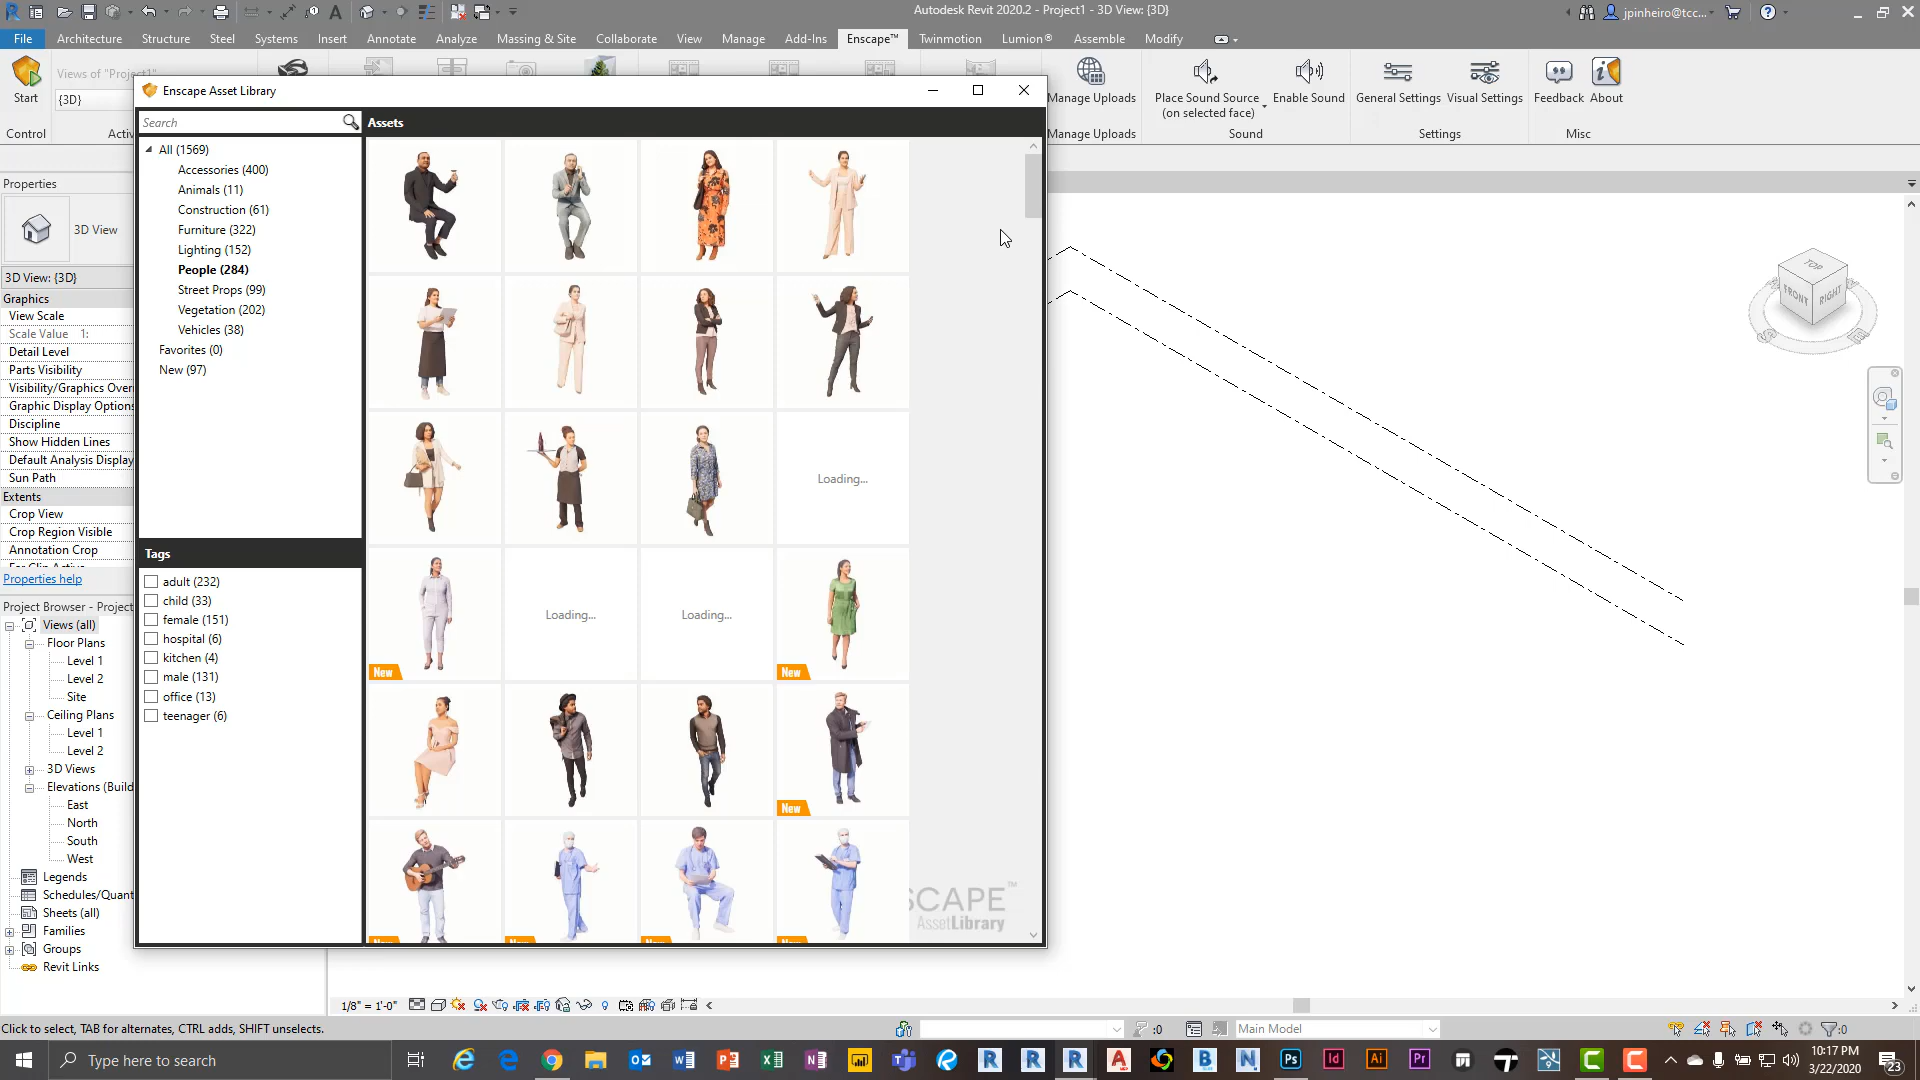 Autodesk Revit 2020.2 - Project1 - 3D View: {3D}
jpinheiro@tcc...
File Architecture Structure Steel Systems Insert Annotate Analyze Massing & Site Collaborate View Manage Add-Ins Enscape™ Twinmotion Lumion® Assemble Modify
Start
Views of "Project1"
{3D}
Control
Manage Uploads
Manage Uploads
Place Sound Source
(on selected face)
Enable Sound
Sound
General Settings Visual Settings
Settings
Feedback About
Misc
Enscape Asset Library
Search
Assets
All (1569)
Accessories (400)
Animals (11)
Construction (61)
Furniture (322)
Lighting (152)
People (284)
Street Props (99)
Vegetation (202)
Vehicles (38)
Favorites (0)
New (97)
Loading...
Loading...
Loading...
New
New
New
Tags
adult (232)
child (33)
female (151)
hospital (6)
kitchen (4)
male (131)
office (13)
teenager (6)
SCAPE™
AssetLibrary
Properties
3D View
3D View: {3D}
Graphics
View Scale
Scale Value 1:
Detail Level
Parts Visibility
Visibility/Graphics Over
Graphic Display Options
Discipline
Show Hidden Lines
Default Analysis Display
Sun Path
Extents
Crop View
Crop Region Visible
Annotation Crop
Properties help
Project Browser - Project
Views (all)
Floor Plans
Level 1
Level 2
Site
Ceiling Plans
Level 1
Level 2
3D Views
Elevations (Build
East
North
South
West
Legends
Schedules/Quant
Sheets (all)
Families
Groups
Revit Links
TOP
FRONT
RIGHT
S
E
1/8" = 1'-0"
Click to select, TAB for alternates, CTRL adds, SHIFT unselects.
:0
Main Model
:0
Type here to search
10:17 PM
3/22/2020
23